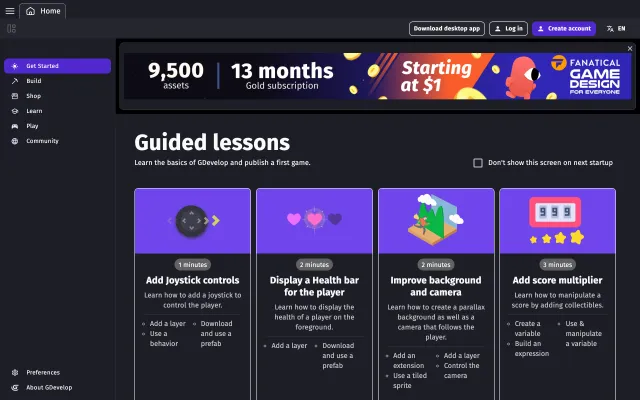 Home
Download desktop app
Log in
Create account
EN
Get Started
Build
Shop
Learn
Play
Community
Preferences
About GDevelop
9,500
assets
13 months
Gold subscription
Starting
at $1
FANATICAL
GAME
DESIGN
FOR EVERYONE
Guided lessons
Learn the basics of GDevelop and publish a first game.
Don't show this screen on next startup
1 minutes
Add Joystick controls
Learn how to add a joystick to
control the player.
Add a layer
Use a
behavior
Download
and use a
prefab
2 minutes
Display a Health bar
for the player
Learn how to display the
health of a player on the
foreground.
Add a layer
Download
and use a
prefab
2 minutes
Improve background
and camera
Learn how to create a parallax
background as well as a
camera that follows the
player.
Add an
extension
Use a tiled
sprite
Add a layer
Control the
camera
999
3 minutes
Add score multiplier
Learn how to manipulate a
score by adding collectibles.
Create a
variable
Build an
expression
Use &
manipulate
a variable